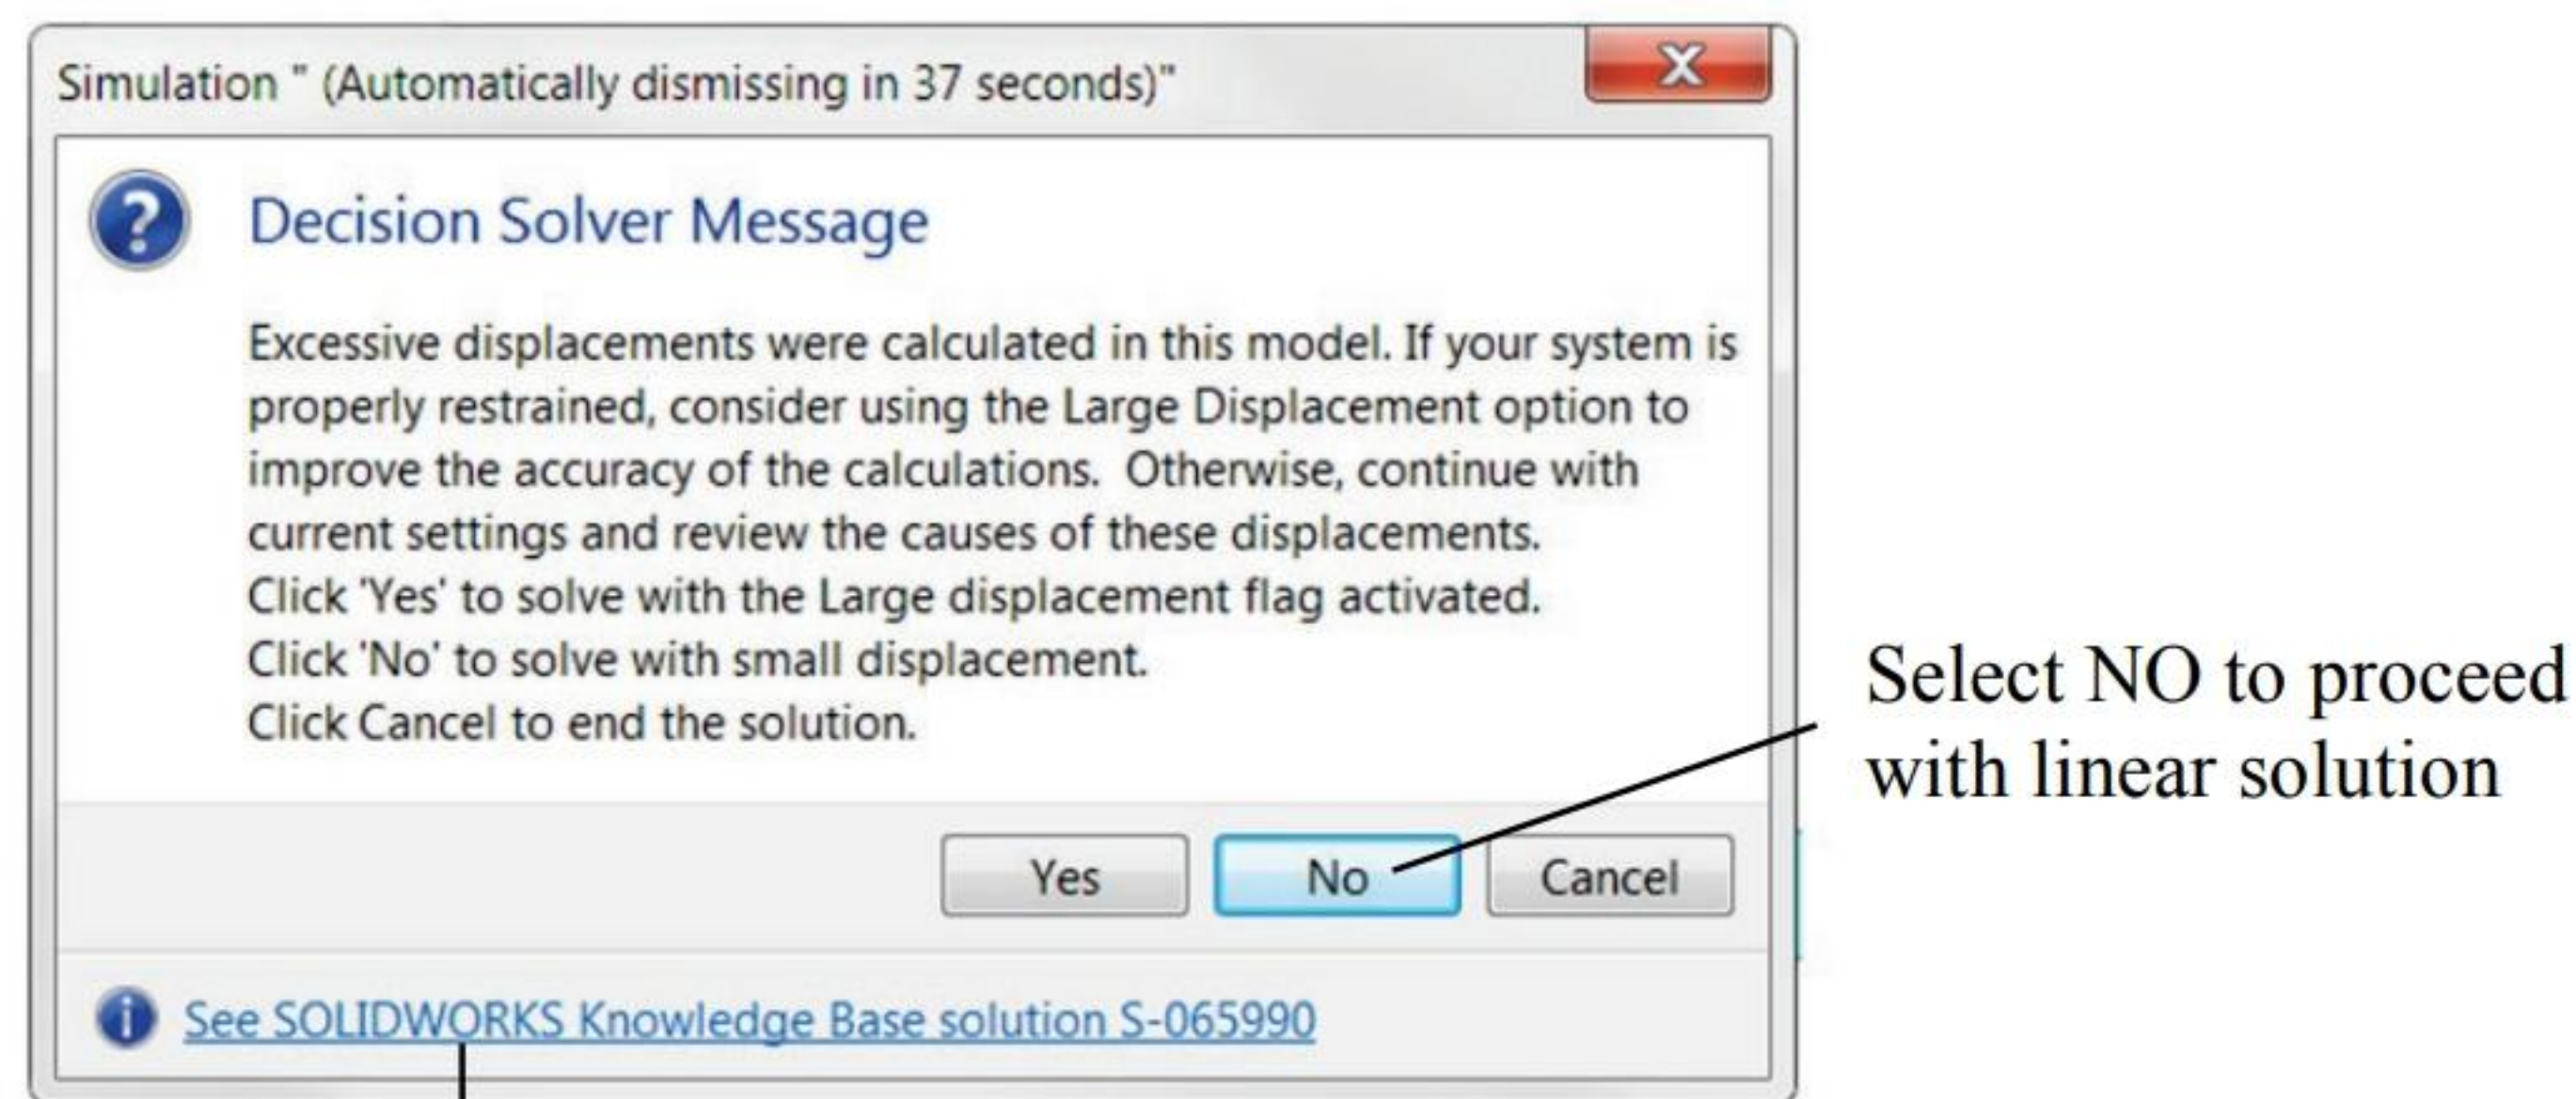 Simulation " (Automatically dismissing in 37 seconds)"
Decision Solver Message
Excessive displacements were calculated in this model. If your system is
properly restrained, consider using the Large Displacement option to
improve the accuracy of the calculations.  Otherwise, continue with
current settings and review the causes of these displacements.
Click 'Yes' to solve with the Large displacement flag activated.
Click 'No' to solve with small displacement.
Click Cancel to end the solution.
Select NO to proceed
with linear solution
Yes No Cancel
See SOLIDWORKS Knowledge Base solution S-065990